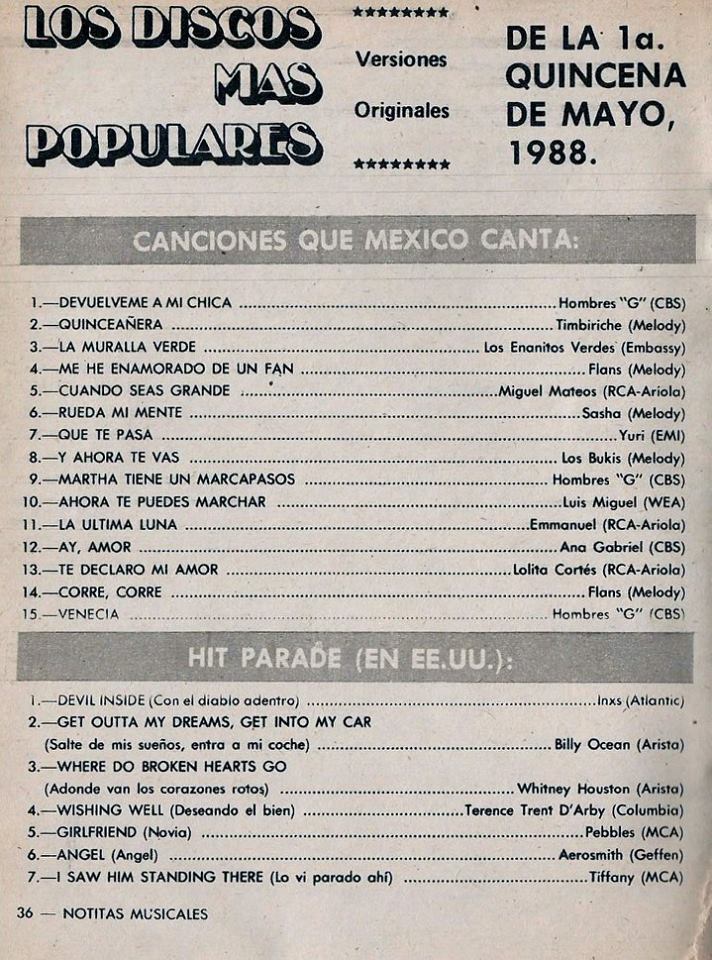 LOS DISCOS
MAS
POPULARES
★★★★★★★★
Versiones
Originales
★★★★★★★★
DE LA 1a.
QUINCENA
DE MAYO,
1988.
CANCIONES QUE MEXICO CANTA:
1.—DEVUELVEME A MI CHICA ........ Hombres "G" (CBS)
2.—QUINCEAÑERA ........ Timbiriche (Melody)
3.—LA MURALLA VERDE ........ Los Enanitos Verdes (Embassy)
4.—ME HE ENAMORADO DE UN FAN ........ Flans (Melody)
5.—CUANDO SEAS GRANDE ........ Miguel Mateos (RCA-Ariola)
6.—RUEDA MI MENTE ........ Sasha (Melody)
7.—QUE TE PASA ........ Yuri (EMI)
8.—Y AHORA TE VAS ........ Los Bukis (Melody)
9.—MARTHA TIENE UN MARCAPASOS ........ Hombres "G" (CBS)
10.—AHORA TE PUEDES MARCHAR ........ Luis Miguel (WEA)
11.—LA ULTIMA LUNA ........ Emmanuel (RCA-Ariola)
12.—AY, AMOR ........ Ana Gabriel (CBS)
13.—TE DECLARO MI AMOR ........ Lolita Cortés (RCA-Ariola)
14.—CORRE, CORRE ........ Flans (Melody)
15.—VENECIA ........ Hombres "G" (CBS)
HIT PARADE (EN EE.UU.):
1.—DEVIL INSIDE (Con el diablo adentro) ........ Inxs (Atlantic)
2.—GET OUTTA MY DREAMS, GET INTO MY CAR
(Salte de mis sueños, entra a mi coche) ........ Billy Ocean (Arista)
3.—WHERE DO BROKEN HEARTS GO
(Adonde van los corazones rotos) ........ Whitney Houston (Arista)
4.—WISHING WELL (Deseando el bien) ........ Terence Trent D'Arby (Columbia)
5.—GIRLFRIEND (Novia) ........ Pebbles (MCA)
6.—ANGEL (Angel) ........ Aerosmith (Geffen)
7.—I SAW HIM STANDING THERE (Lo vi parado ahí) ........ Tiffany (MCA)
36 — NOTITAS MUSICALES